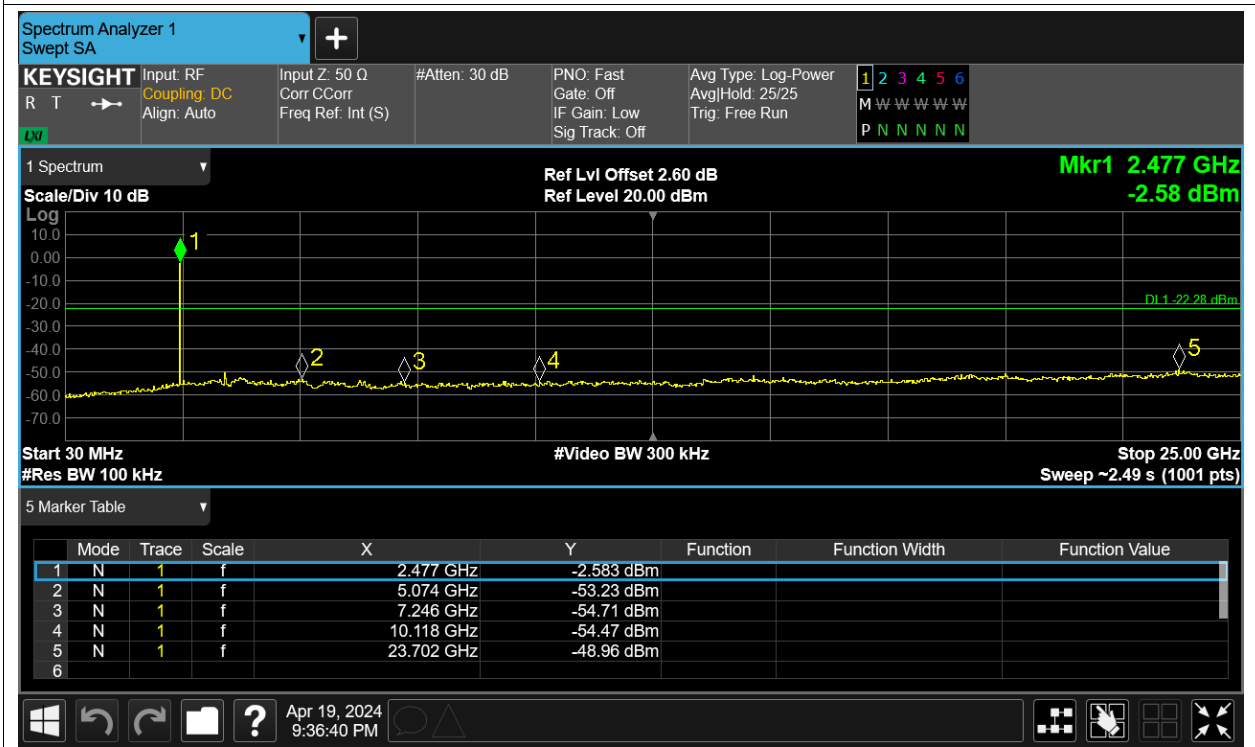 Spectrum Analyzer 1
Swept SA
KEYSIGHT
R T
LXI
Input: RF
Coupling: DC
Align: Auto
Input Z: 50 Ω
Corr CCorr
Freq Ref: Int (S)
#Atten: 30 dB
PNO: Fast
Gate: Off
IF Gain: Low
Sig Track: Off
Avg Type: Log-Power
Avg|Hold: 25/25
Trig: Free Run
1 2 3 4 5 6
M W W W W W
P N N N N N
1 Spectrum
Scale/Div 10 dB
Ref Lvl Offset 2.60 dB
Ref Level 20.00 dBm
Mkr1 2.477 GHz
-2.58 dBm
Log
10.0
0.00
-10.0
-20.0
-30.0
-40.0
-50.0
-60.0
-70.0
1
2
3
4
5
DL1 -22.28 dBm
Start 30 MHz
#Res BW 100 kHz
#Video BW 300 kHz
Stop 25.00 GHz
Sweep ~2.49 s (1001 pts)
5 Marker Table
Mode Trace Scale X Y Function Function Width Function Value
1 N 1 f 2.477 GHz -2.583 dBm
2 N 1 f 5.074 GHz -53.23 dBm
3 N 1 f 7.246 GHz -54.71 dBm
4 N 1 f 10.118 GHz -54.47 dBm
5 N 1 f 23.702 GHz -48.96 dBm
6
?
Apr 19, 2024
9:36:40 PM